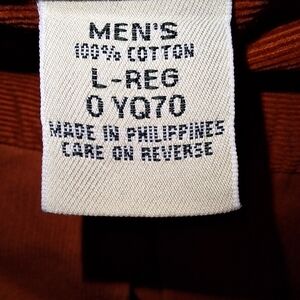 MEN'S
100% COTTON
L-REG
0 YQ70
MADE IN PHILIPPINES
CARE ON REVERSE